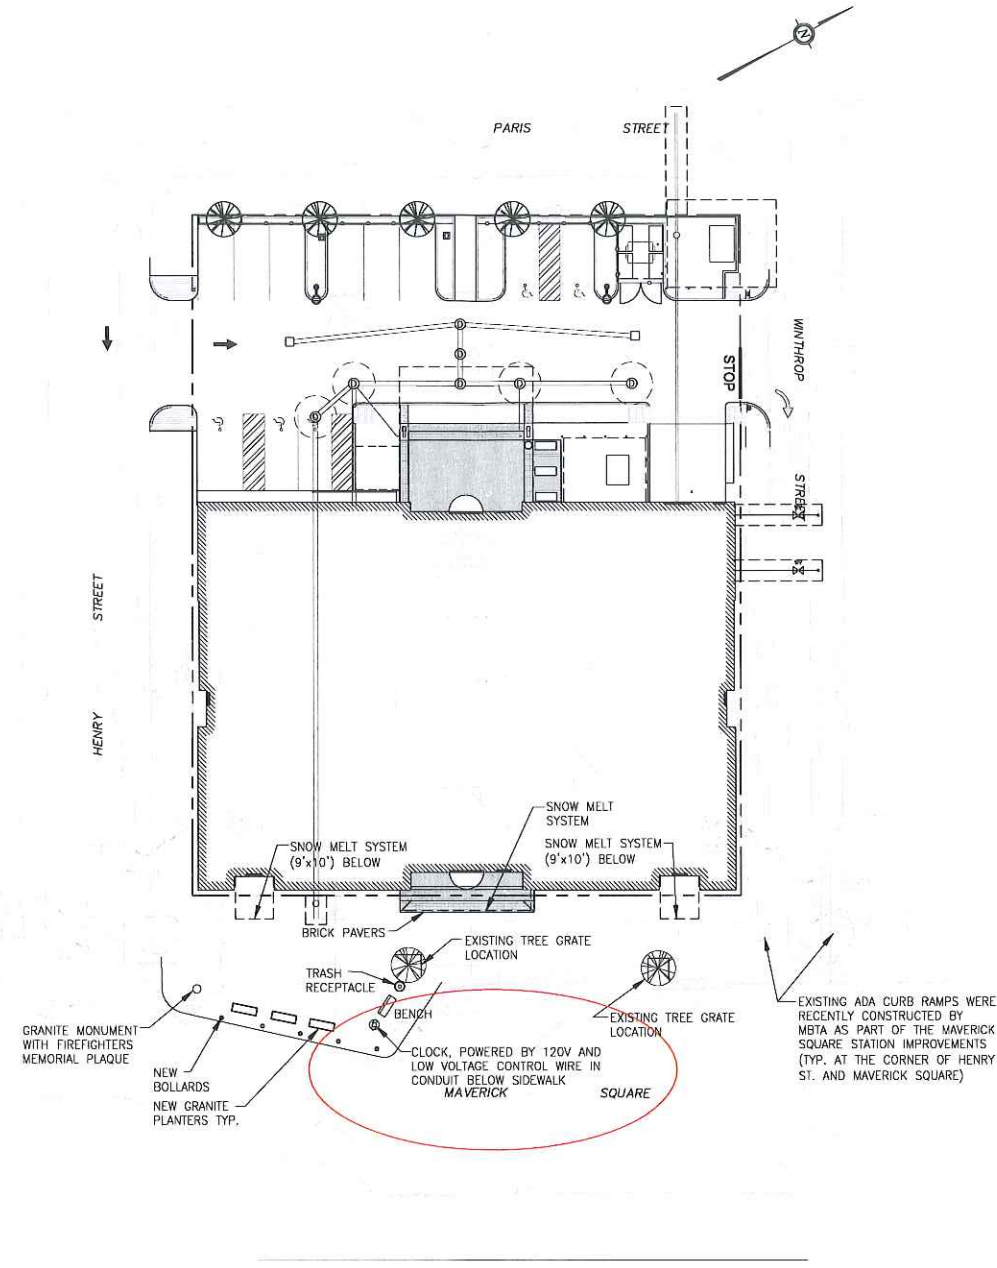 N
PARIS STREET
WINTHROP
STREET
STOP
HENRY STREET
SNOW MELT
SYSTEM
SNOW MELT SYSTEM
(9'x10') BELOW
SNOW MELT SYSTEM
(9'x10') BELOW
BRICK PAVERS
EXISTING TREE GRATE
LOCATION
TRASH
RECEPTACLE
BENCH
EXISTING TREE GRATE
LOCATION
GRANITE MONUMENT
WITH FIREFIGHTERS
MEMORIAL PLAQUE
NEW
BOLLARDS
NEW GRANITE
PLANTERS TYP.
CLOCK, POWERED BY 120V AND
LOW VOLTAGE CONTROL WIRE IN
CONDUIT BELOW SIDEWALK
MAVERICK SQUARE
EXISTING ADA CURB RAMPS WERE
RECENTLY CONSTRUCTED BY
MBTA AS PART OF THE MAVERICK
SQUARE STATION IMPROVEMENTS
(TYP. AT THE CORNER OF HENRY
ST. AND MAVERICK SQUARE)